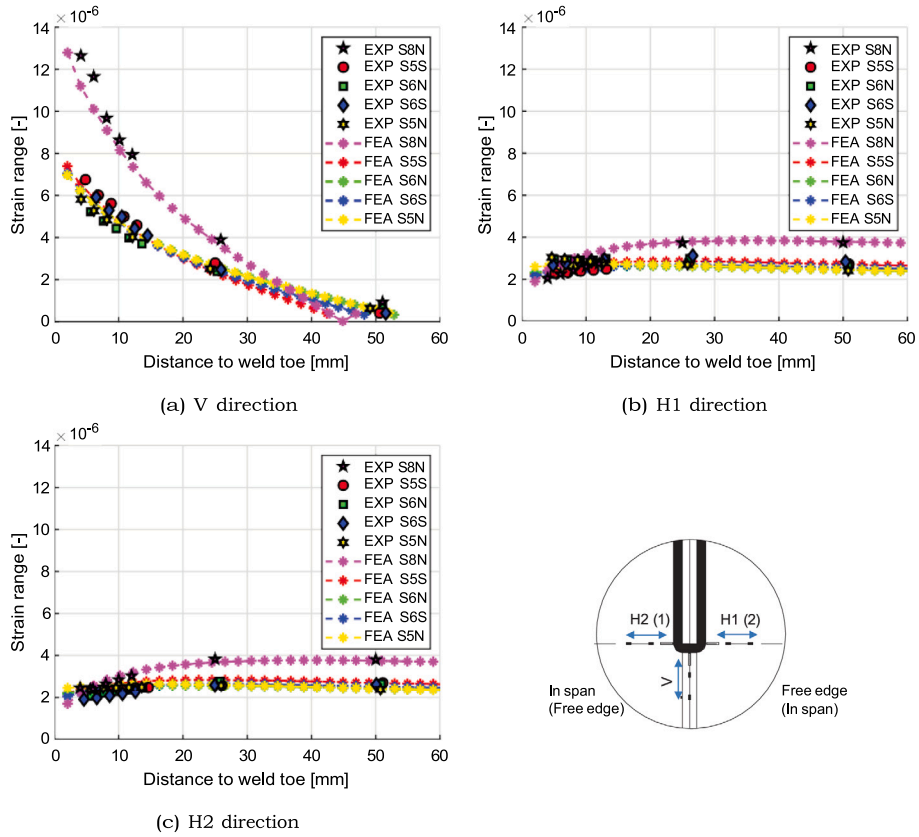 × 10⁻⁶
14
12
10
8
6
4
2
0
Strain range [-]
0 10 20 30 40 50 60
Distance to weld toe [mm]
EXP S8N
EXP S5S
EXP S6N
EXP S6S
EXP S5N
FEA S8N
FEA S5S
FEA S6N
FEA S6S
FEA S5N
(a) V direction
× 10⁻⁶
14
12
10
8
6
4
2
0
Strain range [-]
0 10 20 30 40 50 60
Distance to weld toe [mm]
EXP S8N
EXP S5S
EXP S6N
EXP S6S
EXP S5N
FEA S8N
FEA S5S
FEA S6N
FEA S6S
FEA S5N
(b) H1 direction
× 10⁻⁶
14
12
10
8
6
4
2
0
Strain range [-]
0 10 20 30 40 50 60
Distance to weld toe [mm]
EXP S8N
EXP S5S
EXP S6N
EXP S6S
EXP S5N
FEA S8N
FEA S5S
FEA S6N
FEA S6S
FEA S5N
(c) H2 direction
H2 (1)
H1 (2)
V
In span
(Free edge)
Free edge
(In span)